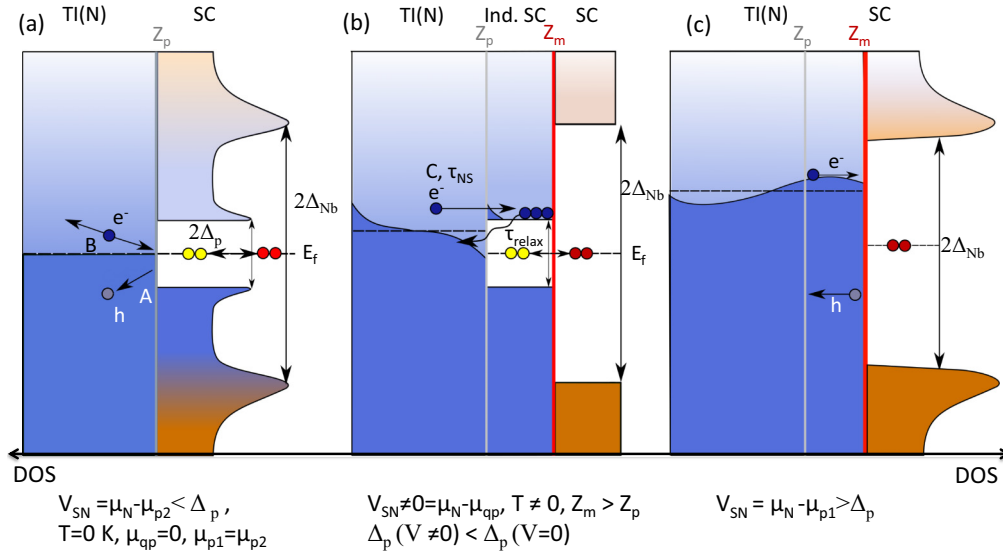 (a)
TI(N)
SC
Z_p
e⁻
B
2Δ_p
2Δ_Nb
E_f
A
h
(b)
TI(N)
Ind. SC
SC
Z_p
Z_m
C, τ_NS
e⁻
2Δ_Nb
τ_relax
E_f
(c)
TI(N)
SC
Z_p
Z_m
e⁻
2Δ_Nb
h
DOS
DOS
V_SN =μ_N-μ_p2< Δ_p ,
T=0 K, μ_qp=0, μ_p1=μ_p2
V_SN≠0=μ_N-μ_qp, T ≠ 0, Z_m > Z_p
Δ_p (V ≠0) < Δ_p (V=0)
V_SN = μ_N -μ_p1>Δ_p